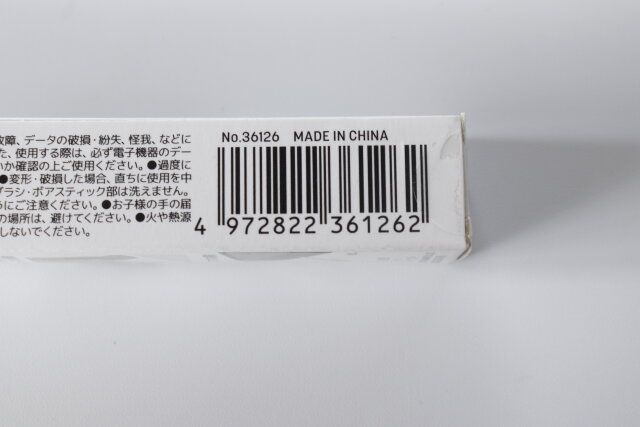 故障、データの破損・紛失、怪我、などに
た、使用する際は、必ず電子機器のデー
いか確認の上ご使用ください。●過度に
●変形・破損した場合、直ちに使用を中
ブラシ・ポアスティック部は洗えません。
うにご注意ください。●お子様の手の届
の場所は、避けてください。●火や熱源
しないでください。
No.36126 MADE IN CHINA
4 972822 361262